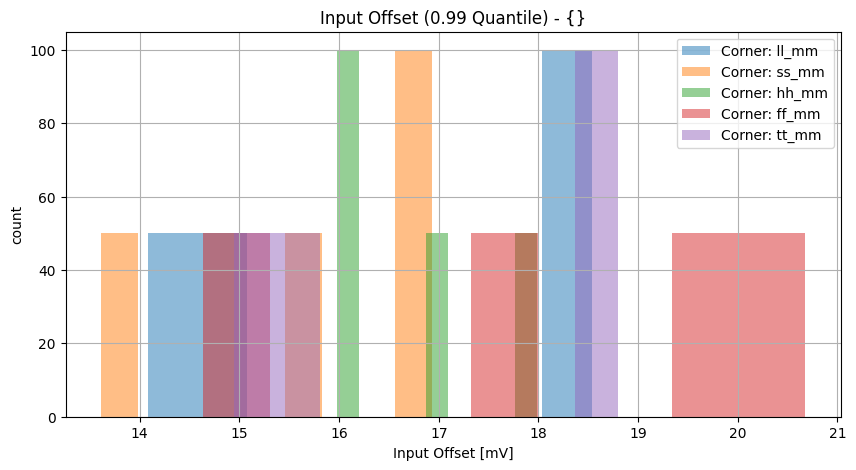 Input Offset (0.99 Quantile) - {}
Corner: ll_mm
Corner: ss_mm
Corner: hh_mm
Corner: ff_mm
Corner: tt_mm
count
100
80
60
40
20
0
14 15 16 17 18 19 20 21
Input Offset [mV]